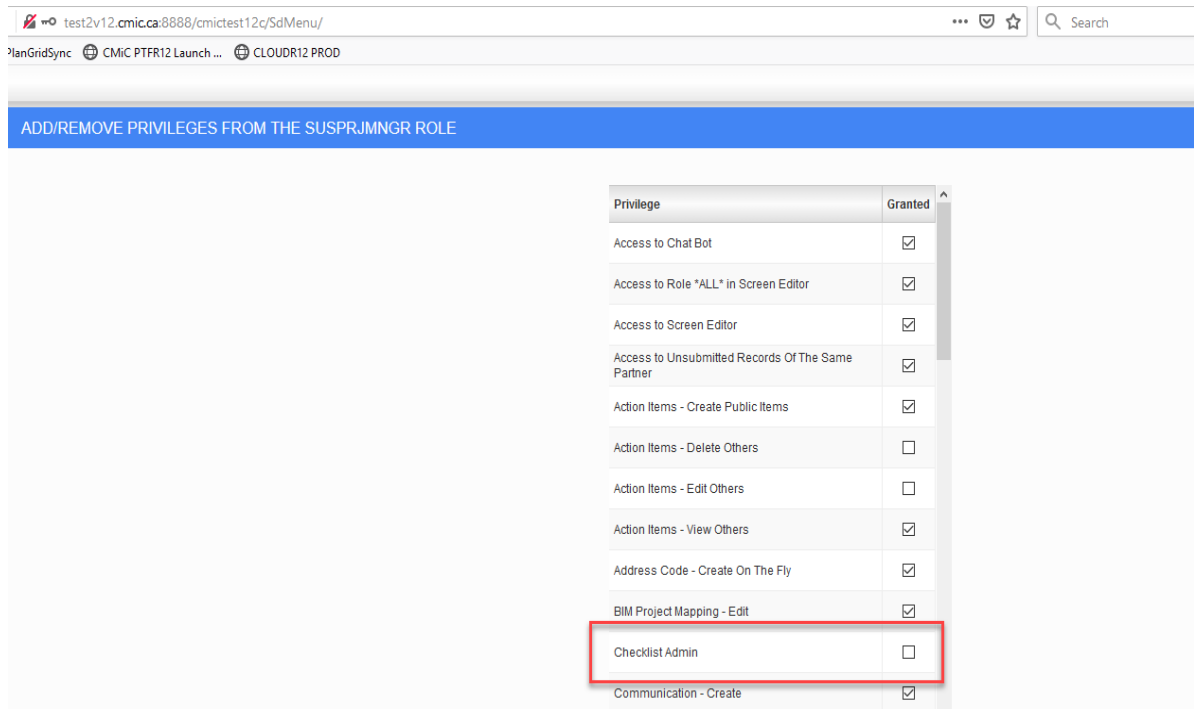 test2v12.cmic.ca:8888/cmictest12c/SdMenu/
Search
PlanGridSync CMiC PTFR12 Launch ... CLOUDR12 PROD
ADD/REMOVE PRIVILEGES FROM THE SUSPRJMNGR ROLE
Privilege Granted
Access to Chat Bot
Access to Role *ALL* in Screen Editor
Access to Screen Editor
Access to Unsubmitted Records Of The Same
Partner
Action Items - Create Public Items
Action Items - Delete Others
Action Items - Edit Others
Action Items - View Others
Address Code - Create On The Fly
BIM Project Mapping - Edit
Checklist Admin
Communication - Create